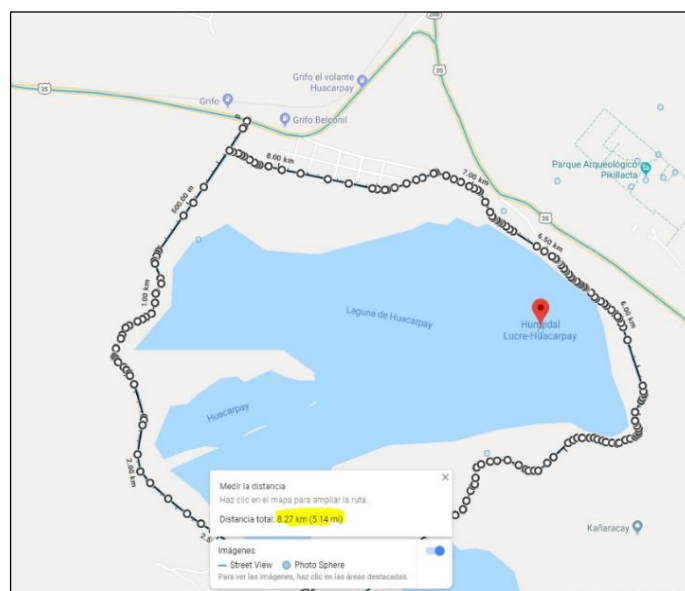 28B
35
35
Grifo el volante
Huacarpay
Grifo
Grifo Belconil
35
Parque Arqueológico
Pikillacta
8.00 km
7.00 km
500.00 m
6.50 km
6.00 km
1.00 km
Laguna de Huacarpay
Humedal
Lucre-Huacarpay
Huacarpay
2.00 km
Medir la distancia
Haz clic en el mapa para ampliar la ruta.
Distancia total: 8.27 km (5.14 mi)
Kañaracay
Imágenes
Street View
Photo Sphere
Para ver las imágenes, haz clic en las áreas destacadas.